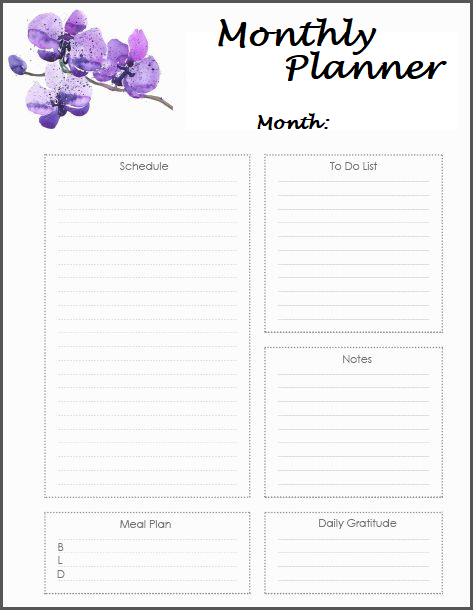 Monthly
Planner
Month:
Schedule
To Do List
Notes
Meal Plan
B
L
D
Daily Gratitude